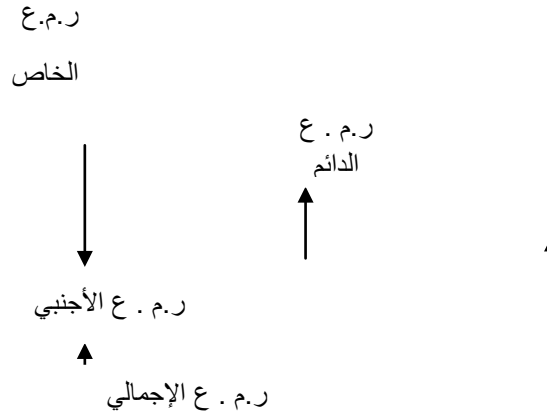 ر.م.ع
الخاص
ر.م . ع
الدائم
ر.م . ع الأجنبي
ر.م . ع الإجمالي